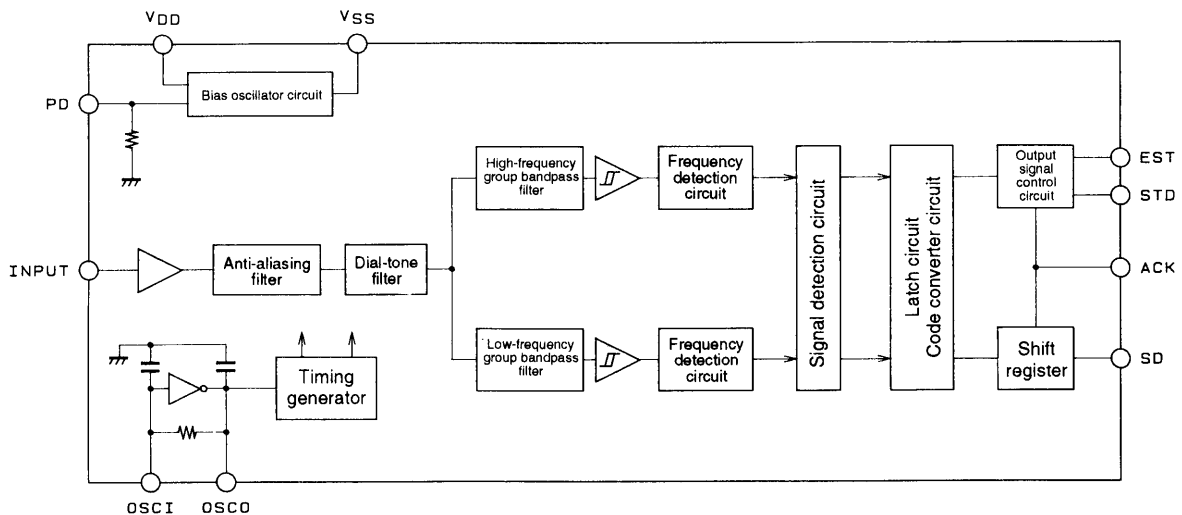 VDD
VSS
Bias oscillator circuit
PD
High-frequency
group bandpass
filter
Frequency
detection
circuit
Output
signal
control
circuit
EST
STD
Signal detection circuit
Latch circuit
Code converter circuit
INPUT
Anti-aliasing
filter
Dial-tone
filter
ACK
Low-frequency
group bandpass
filter
Frequency
detection
circuit
Shift
register
SD
Timing
generator
OSCI
OSCO